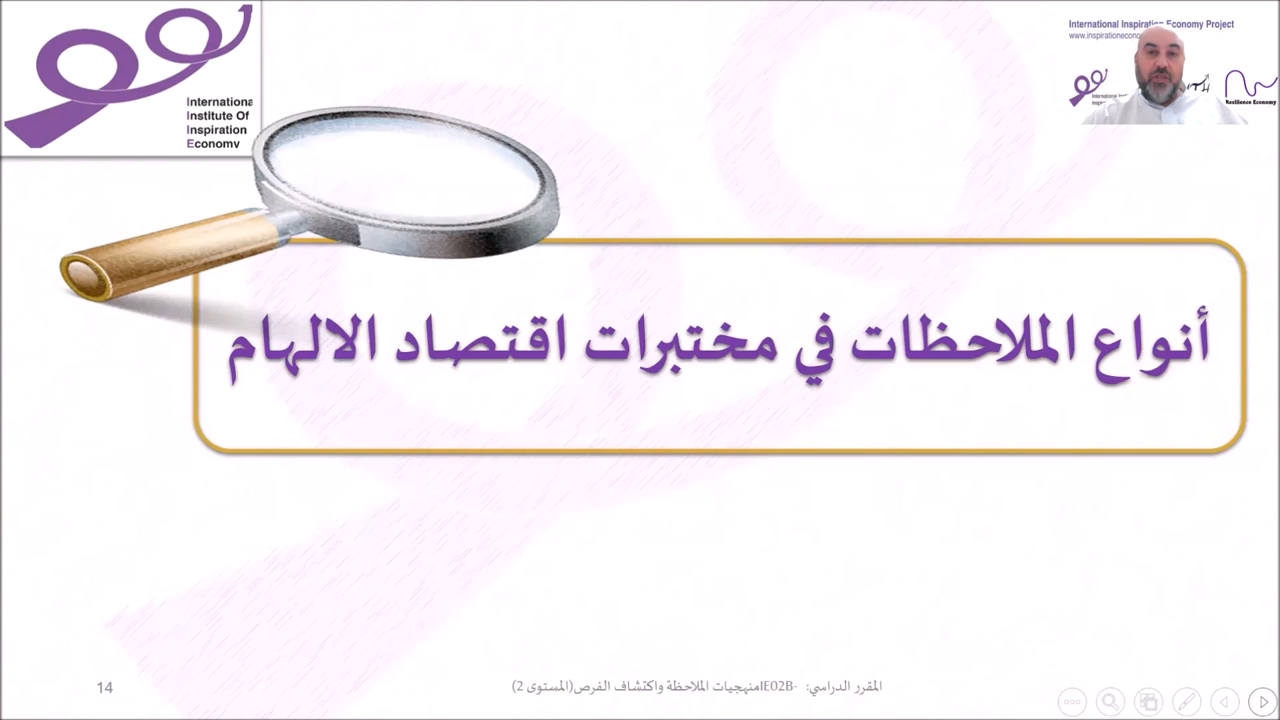 International
Institute Of
Inspiration
Economy
International Inspiration Economy Project
Resilience Economy
أنواع الملاحظات في مختبرات اقتصاد الالهام
المقرر الدراسي: -IE02Bمنهجيات الملاحظة واكتشاف الفرص(المستوى 2)
14